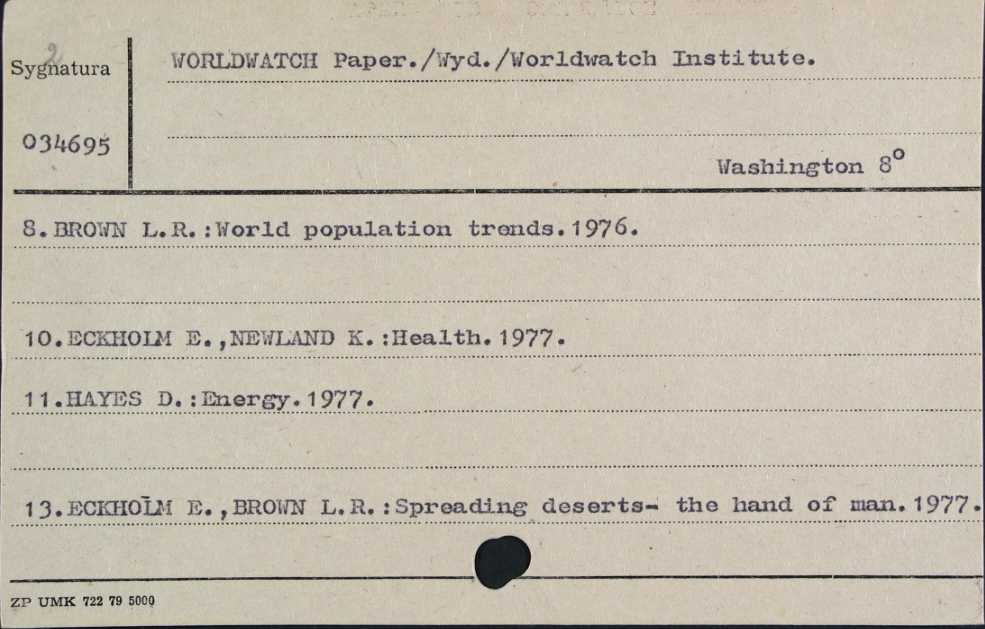 2
Sygnatura
WORLDWATCH Paper./Wyd./Worldwatch Institute.
034695
Washington 8°
8.BROWN L.R.:World population trends.1976.
10.ECKHOLM E.,NEWLAND K.:Health.1977.
11.HAYES D.:Energy.1977.
13.ECKHOLM E.,BROWN L.R.:Spreading deserts- the hand of man.1977.
ZP UMK 722 79 5000